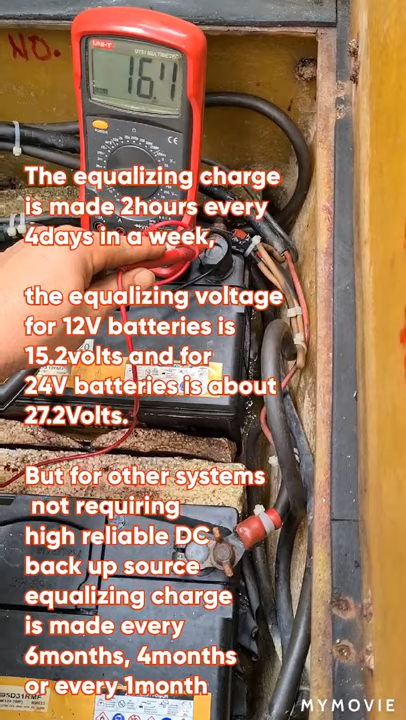 NO.
UNI-T
16.7
The equalizing charge
is made 2hours every
4days in a week,
the equalizing voltage
for 12V batteries is
15.2volts and for
24V batteries is about
27.2Volts.
But for other systems
not requiring
high reliable DC
back up source
equalizing charge
is made every
6months, 4months
or every 1month
MYMOVIE